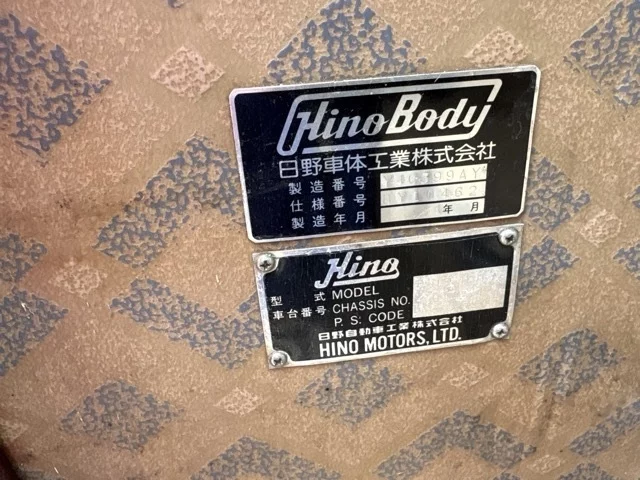 Hino Body
日野車体工業株式会社
製造番号
仕様番号
製造年月 年 月
Hino
型式 MODEL
車台番号 CHASSIS NO.
P. S: CODE
日野自動車工業株式会社
HINO MOTORS, LTD.